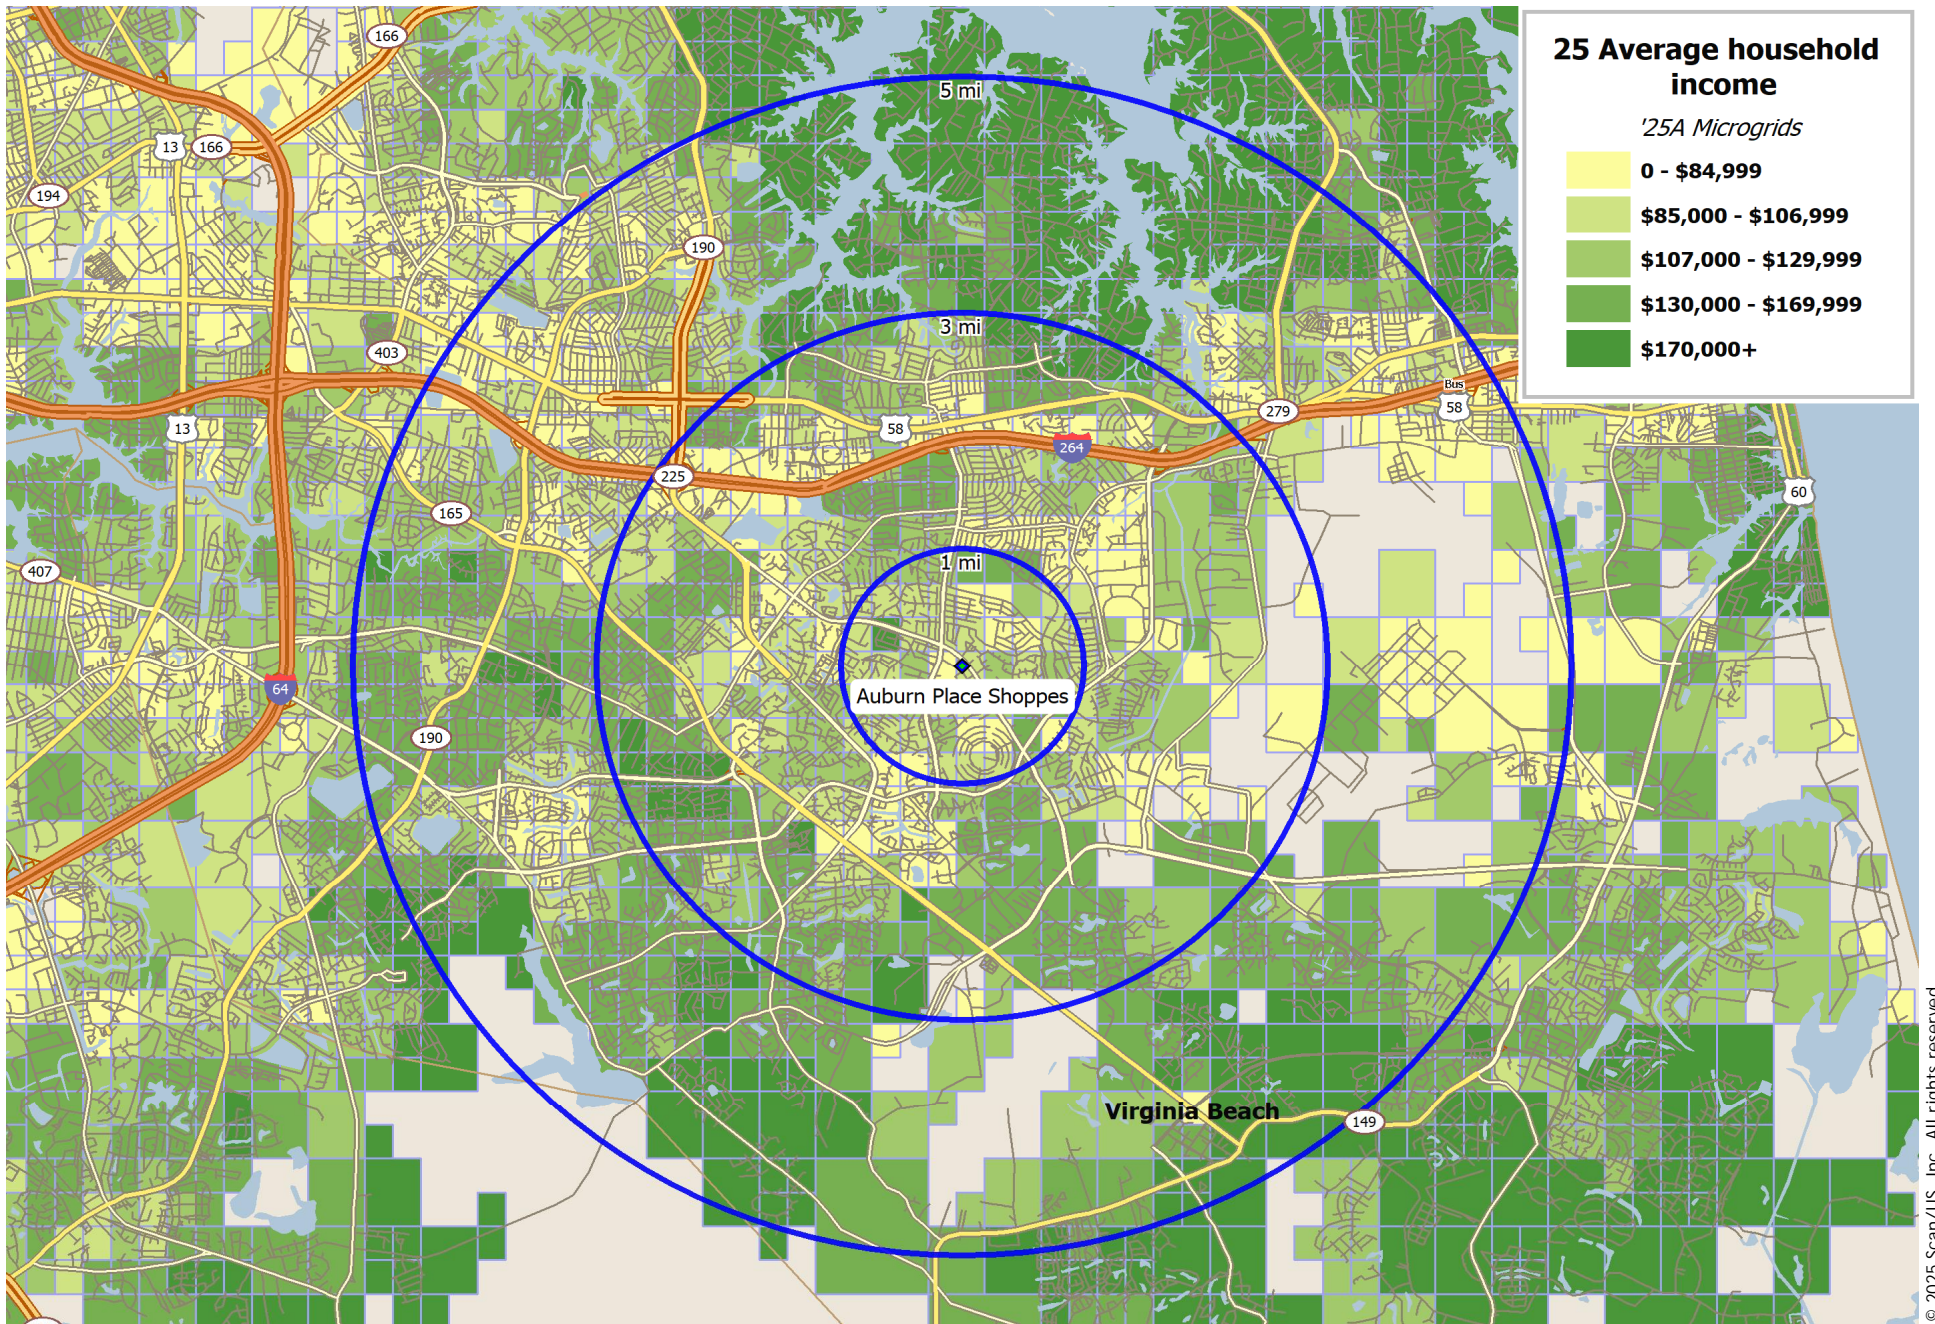 25 Average household
income
'25A Microgrids
0 - $84,999
$85,000 - $106,999
$107,000 - $129,999
$130,000 - $169,999
$170,000+
166
5 mi
13
166
194
190
3 mi
403
Bus
58
279
13
58
264
225
60
165
1 mi
407
64
Auburn Place Shoppes
190
Virginia Beach
149
© 2025 Scan/US, Inc. All rights reserved